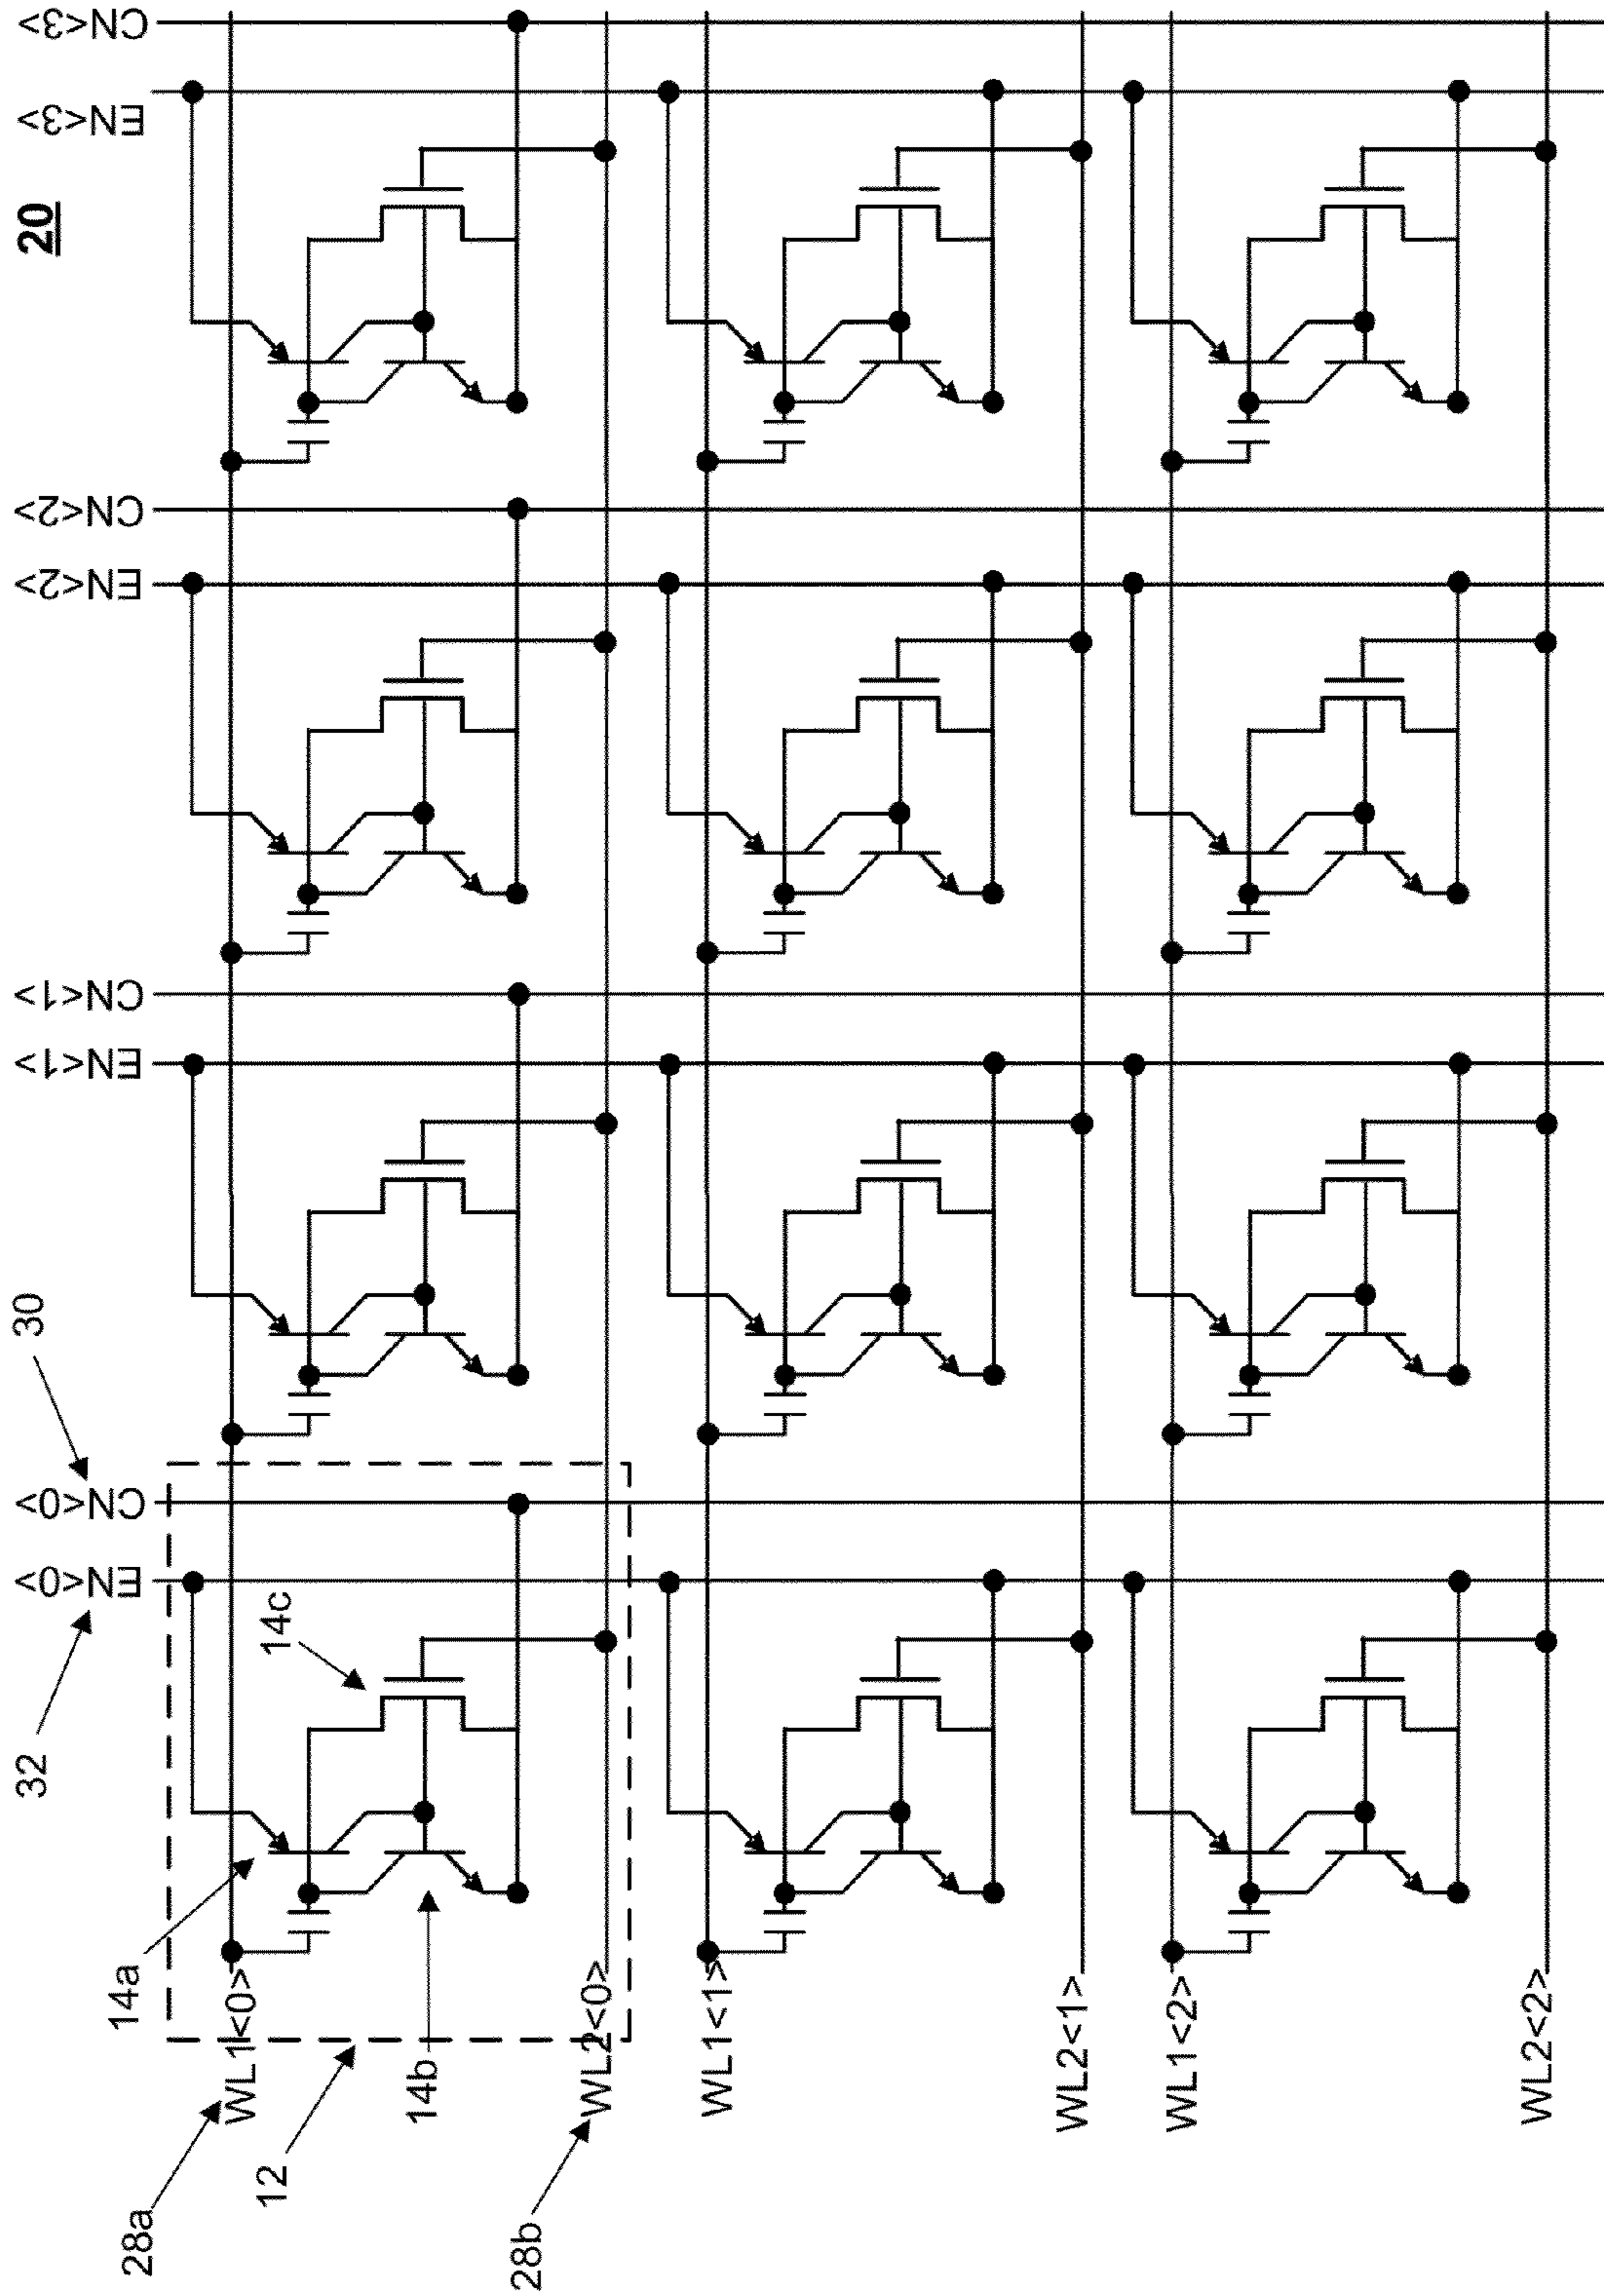 20
CN<3>
EN<3>
CN<2>
EN<2>
CN<1>
EN<1>
30
CN<0>
EN<0>
32
14c
14a
14b
12
28a
28b
WL1<0>
WL2<0>
WL1<1>
WL2<1>
WL1<2>
WL2<2>